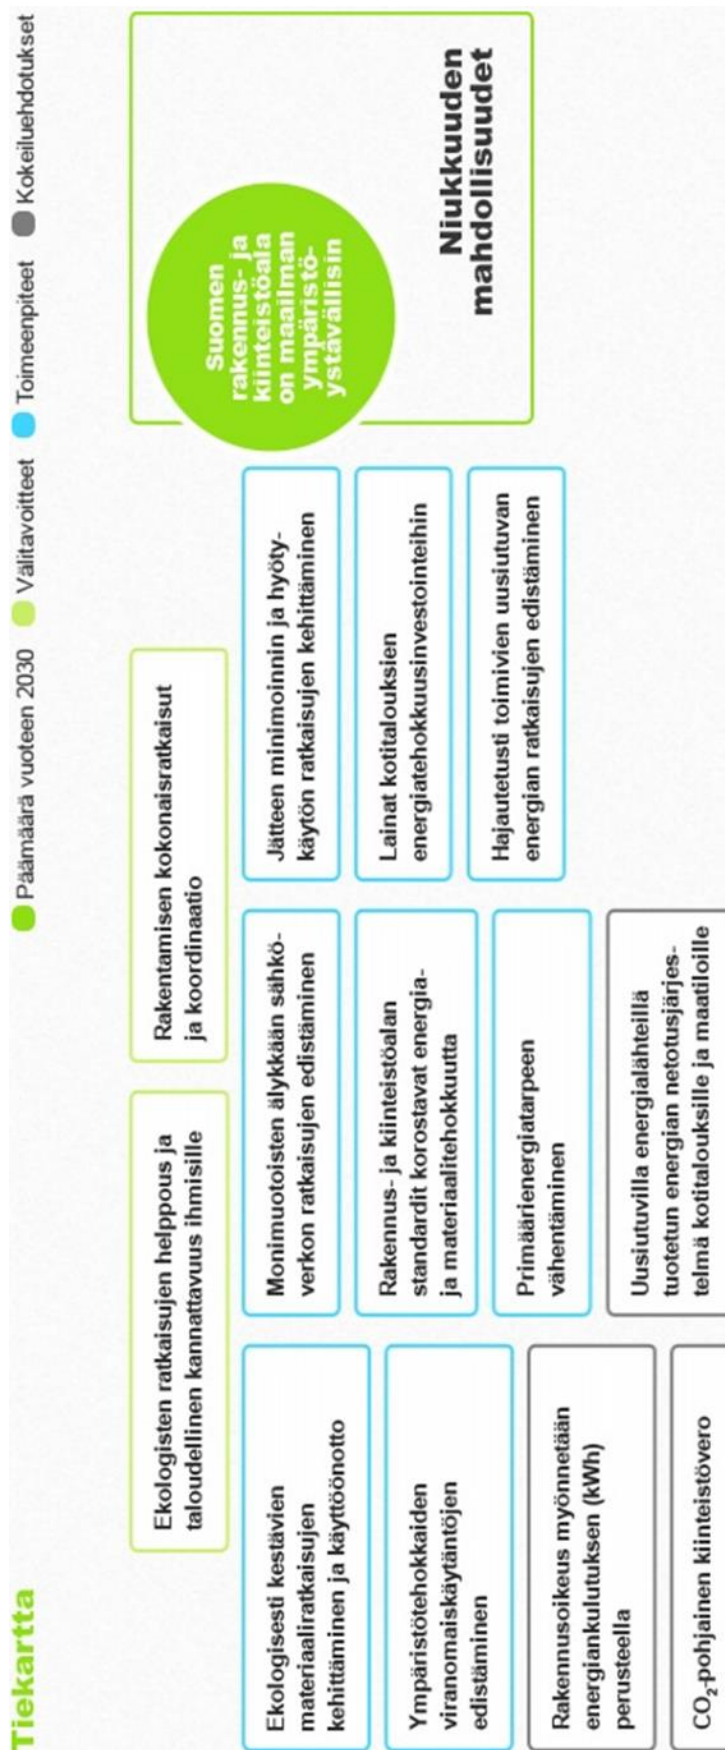 Tiekartta
Päämäärä vuoteen 2030
Välitavoitteet
Toimeenpiteet
Kokeiluehdotukset
Ekologisten ratkaisujen helppous ja
taloudellinen kannattavuus ihmisille
Rakentamisen kokonaisratkaisut
ja koordinaatio
Ekologisesti kestävien
materiaaliratkaisujen
kehittäminen ja käyttöönotto
Ympäristötehokkaiden
viranomaiskäytäntöjen
edistäminen
Rakennusoikeus myönnetään
energiankulutuksen (kWh)
perusteella
CO₂-pohjainen kiinteistövero
Monimuotoisten älykkään sähkö-
verkon ratkaisujen edistäminen
Rakennus- ja kiinteistöalan
standardit korostavat energia-
ja materiaalitehokkuutta
Primäärienergiatarpeen
vähentäminen
Uusiutuvilla energialähteillä
tuotetun energian netotusjärjes-
telmä kotitalouksille ja maatiloille
Jätteen minimoinnin ja hyöty-
käytön ratkaisujen kehittäminen
Lainat kotitalouksien
energiatehokkuusinvestointeihin
Hajautetusti toimivien uusiutuvan
energian ratkaisujen edistäminen
Suomen
rakennus- ja
kiinteistöala
on maailman
ympäristö-
ystävällisin
Niukkuuden
mahdollisuudet